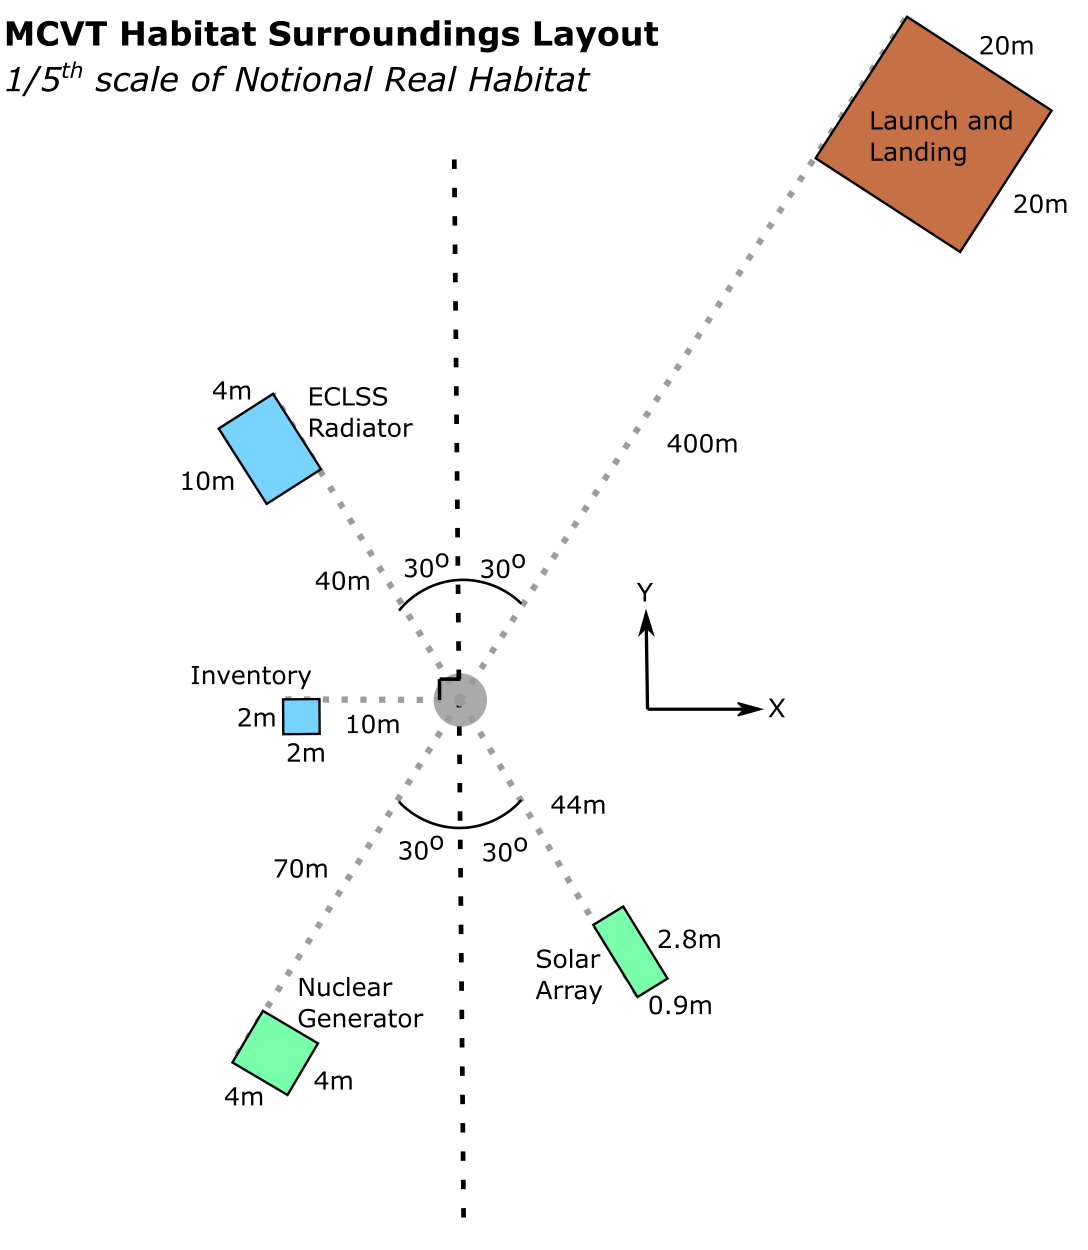 MCVT Habitat Surroundings Layout
1/5th scale of Notional Real Habitat
20m
Launch and
Landing
20m
4m
ECLSS
Radiator
10m
400m
40m
30o
30o
Y
X
Inventory
2m
10m
2m
44m
30o
30o
70m
2.8m
Solar
Array
0.9m
Nuclear
Generator
4m
4m